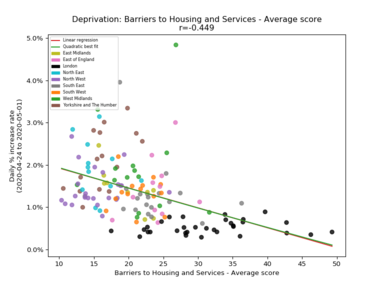 Deprivation: Barriers to Housing and Services - Average score
r=-0.449
Daily % increase rate
(2020-04-24 to 2020-05-01)
5.0%
4.0%
3.0%
2.0%
1.0%
0.0%
Linear regression
Quadratic best fit
East Midlands
East of England
London
North East
North West
South East
South West
West Midlands
Yorkshire and The Humber
10 15 20 25 30 35 40 45 50
Barriers to Housing and Services - Average score